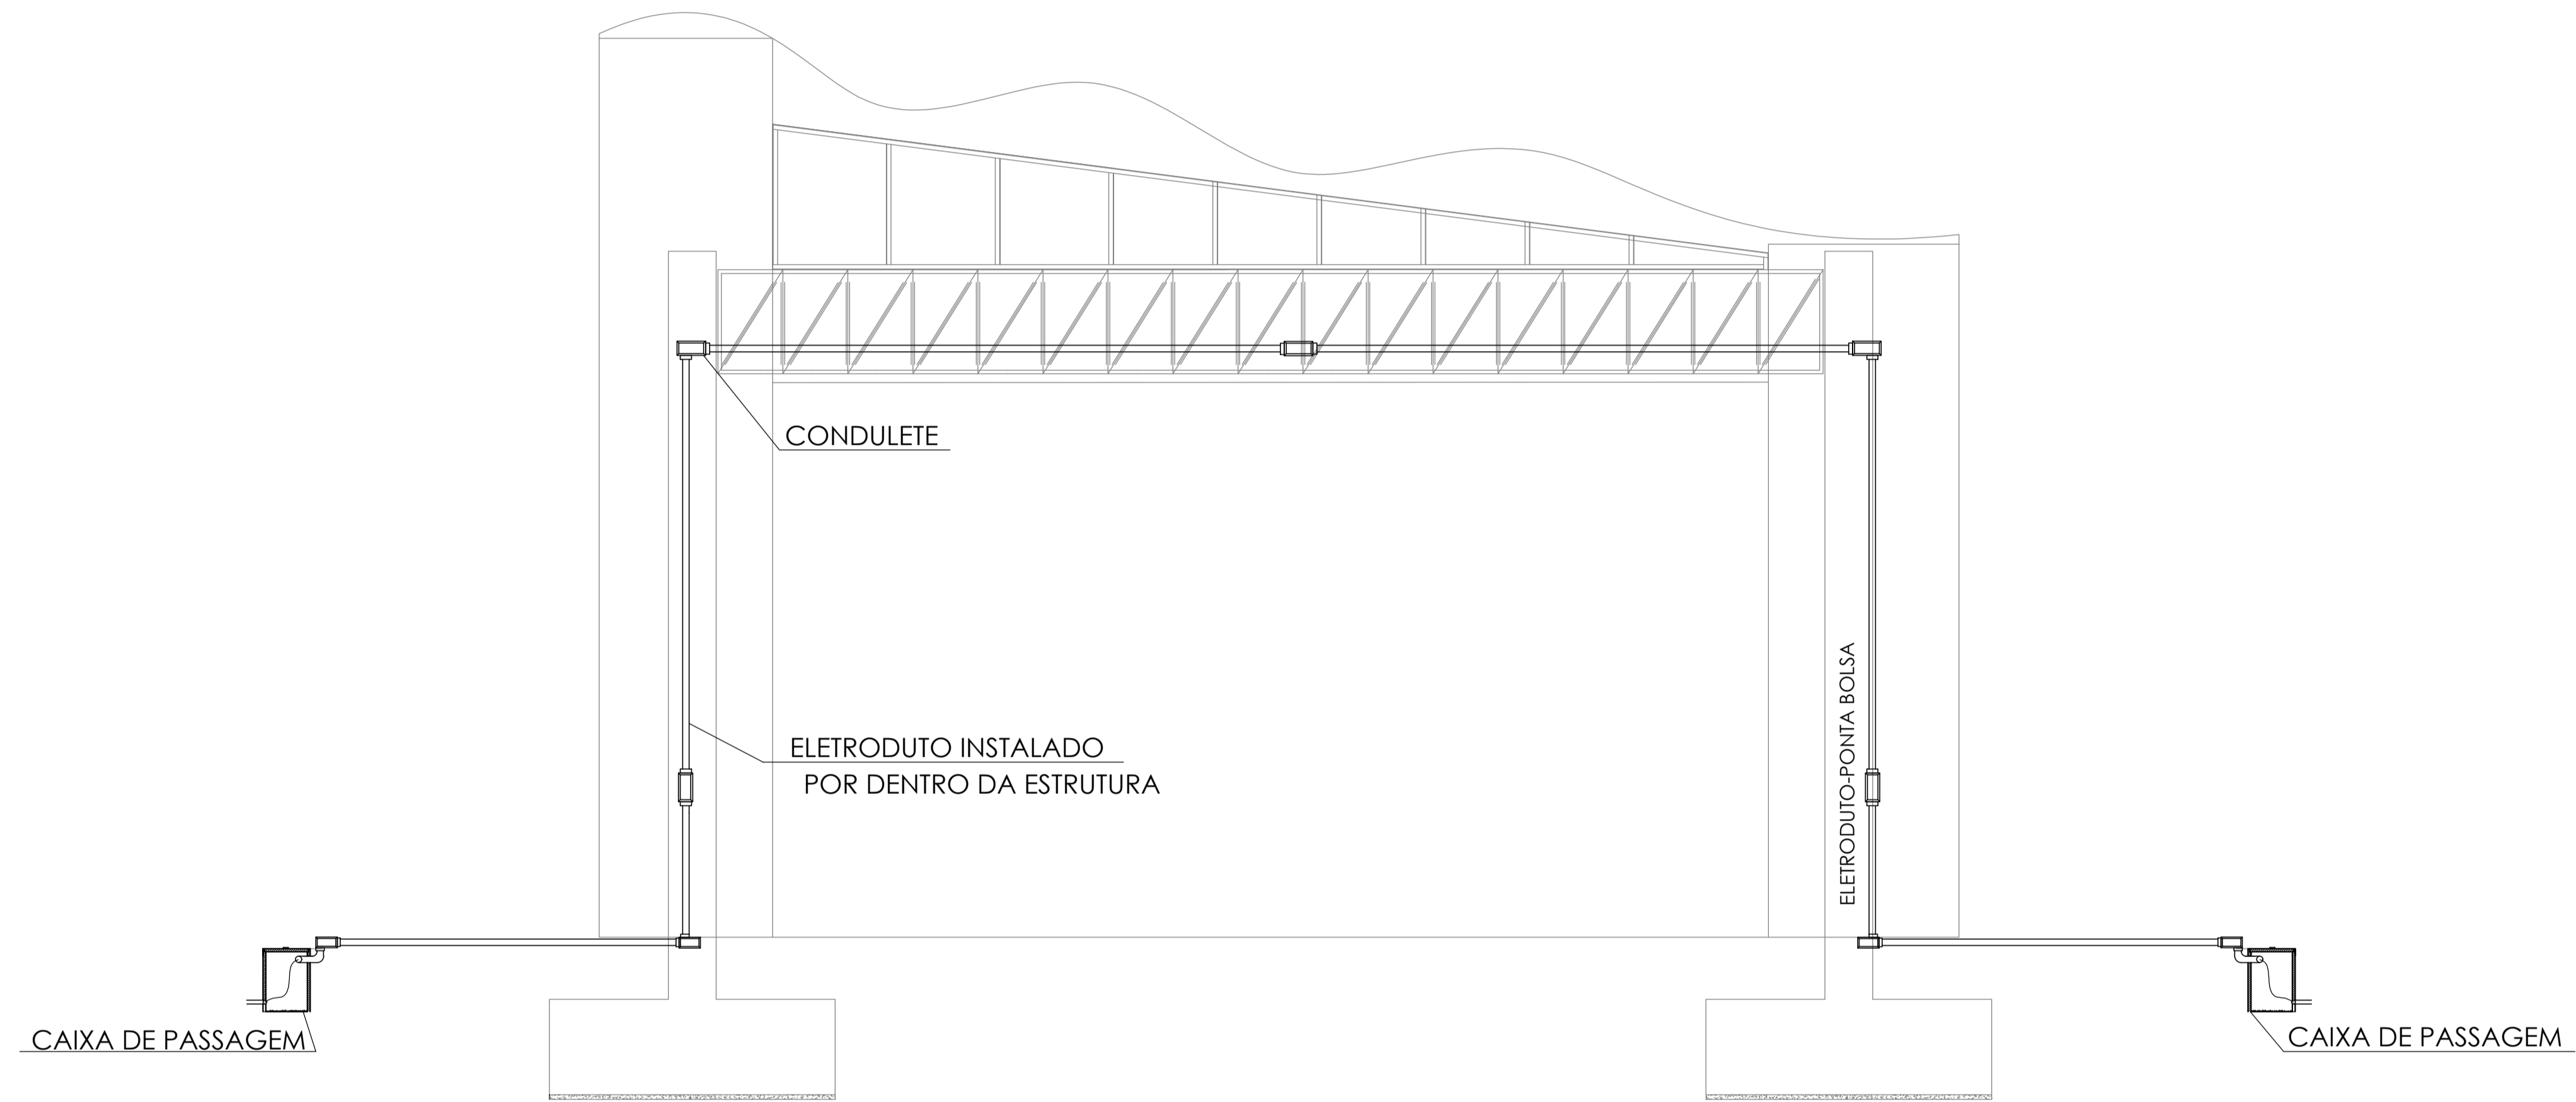 CONDULETE
ELETRODUTO INSTALADO
POR DENTRO DA ESTRUTURA
ELETRODUTO-PONTA BOLSA
CAIXA DE PASSAGEM
CAIXA DE PASSAGEM